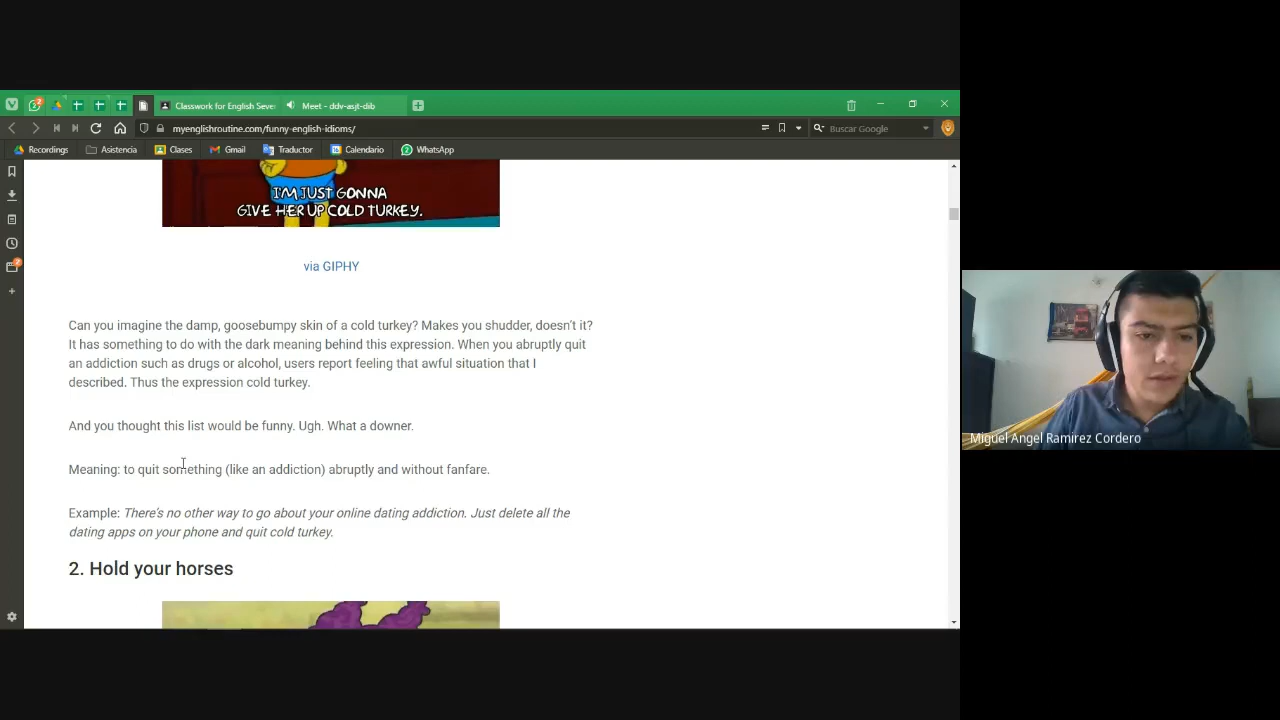 2
Classwork for English Seve
Meet - ddv-asjt-dib
myenglishroutine.com/funny-english-idioms/
Buscar Google
Recordings
Asistencia
Clases
Gmail
Traductor
Calendario
WhatsApp
2
I'M JUST GONNA
GIVE HER UP COLD TURKEY.
via GIPHY
Can you imagine the damp, goosebumpy skin of a cold turkey? Makes you shudder, doesn't it?
It has something to do with the dark meaning behind this expression. When you abruptly quit
an addiction such as drugs or alcohol, users report feeling that awful situation that I
described. Thus the expression cold turkey.
And you thought this list would be funny. Ugh. What a downer.
Meaning: to quit something (like an addiction) abruptly and without fanfare.
Example: There's no other way to go about your online dating addiction. Just delete all the
dating apps on your phone and quit cold turkey.
2. Hold your horses
Miguel Angel Ramirez Cordero